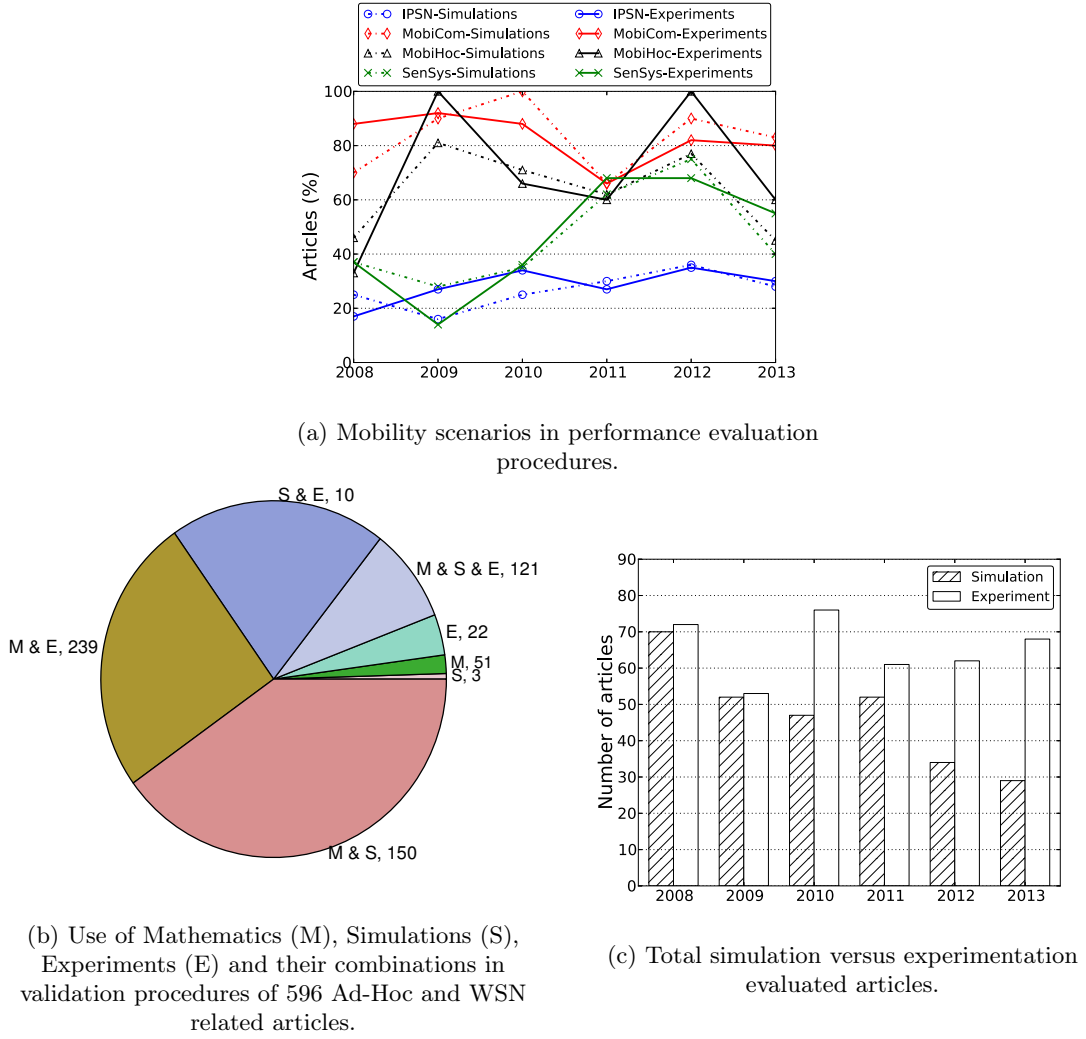 IPSN-Simulations
MobiCom-Simulations
MobiHoc-Simulations
SenSys-Simulations
IPSN-Experiments
MobiCom-Experiments
MobiHoc-Experiments
SenSys-Experiments
Articles (%)
100
80
60
40
20
0
2008 2009 2010 2011 2012 2013
(a) Mobility scenarios in performance evaluation
procedures.
S & E, 10
M & S & E, 121
E, 22
M, 51
S, 3
M & E, 239
M & S, 150
(b) Use of Mathematics (M), Simulations (S),
Experiments (E) and their combinations in
validation procedures of 596 Ad-Hoc and WSN
related articles.
Number of articles
90
80
70
60
50
40
30
20
10
0
Simulation
Experiment
2008 2009 2010 2011 2012 2013
(c) Total simulation versus experimentation
evaluated articles.